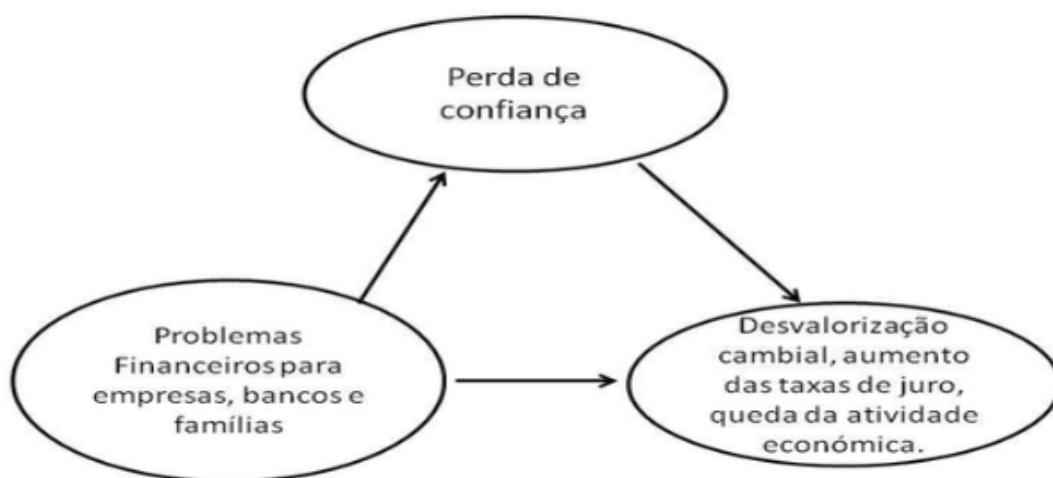 Perda de
confiança
Problemas
Financeiros para
empresas, bancos e
famílias
Desvalorização
cambial, aumento
das taxas de juro,
queda da atividade
económica.